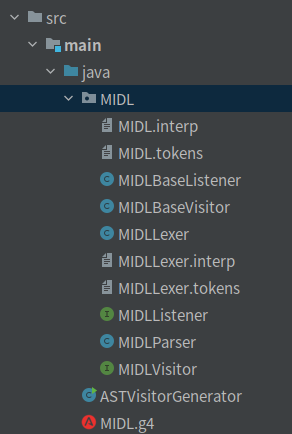 src
main
java
MIDL
MIDL.interp
MIDL.tokens
MIDLBaseListener
MIDLBaseVisitor
MIDLLexer
MIDLLexer.interp
MIDLLexer.tokens
MIDLListener
MIDLParser
MIDLVisitor
ASTVisitorGenerator
MIDL.g4